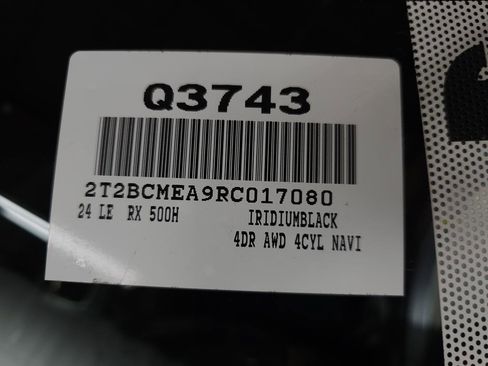 Q3743
2T2BCMEA9RC017080
24 LE RX 500H IRIDIUMBLACK
4DR AWD 4CYL NAVI